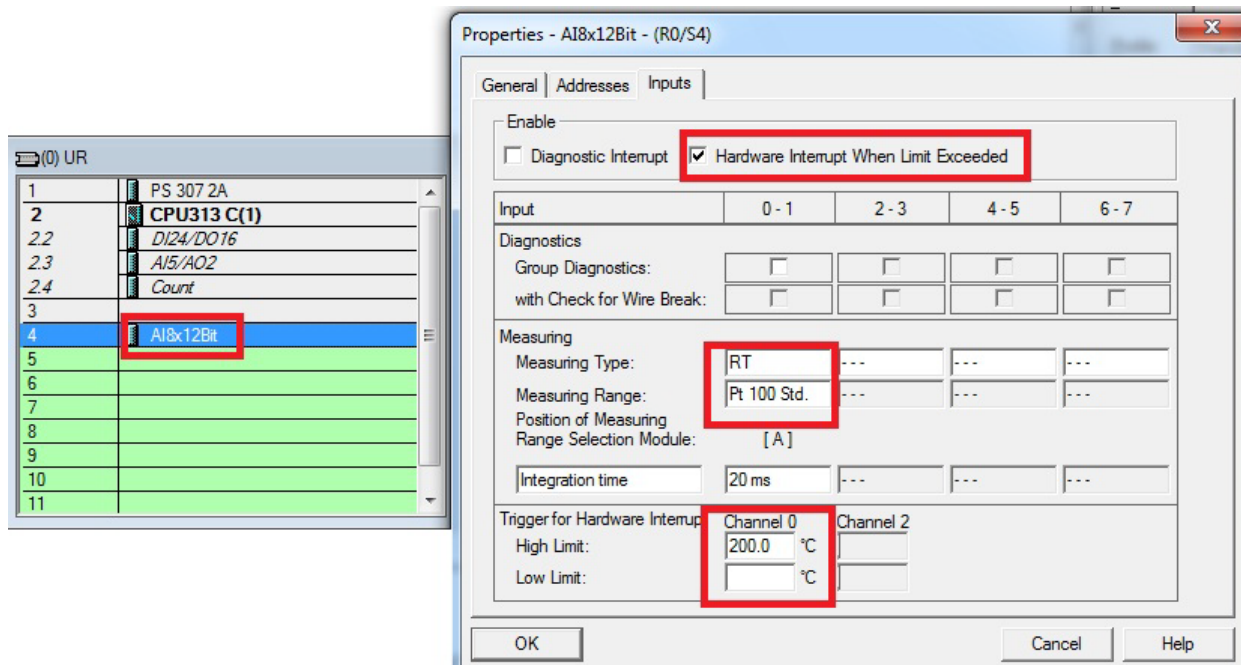 (0) UR
1 PS 307 2A
2 CPU313 C(1)
2.2 DI24/DO16
2.3 AI5/AO2
2.4 Count
3
4 AI8x12Bit
5
6
7
8
9
10
11
Properties - AI8x12Bit - (R0/S4)
General Addresses Inputs
Enable
Diagnostic Interrupt Hardware Interrupt When Limit Exceeded
Input 0 - 1 2 - 3 4 - 5 6 - 7
Diagnostics
Group Diagnostics:
with Check for Wire Break:
Measuring
Measuring Type: RT - - - - - - - - -
Measuring Range: Pt 100 Std. - - - - - - - - -
Position of Measuring
Range Selection Module: [ A ]
Integration time 20 ms - - - - - - - - -
Trigger for Hardware Interrup Channel 0 Channel 2
High Limit: 200.0 °C
Low Limit: °C
OK Cancel Help